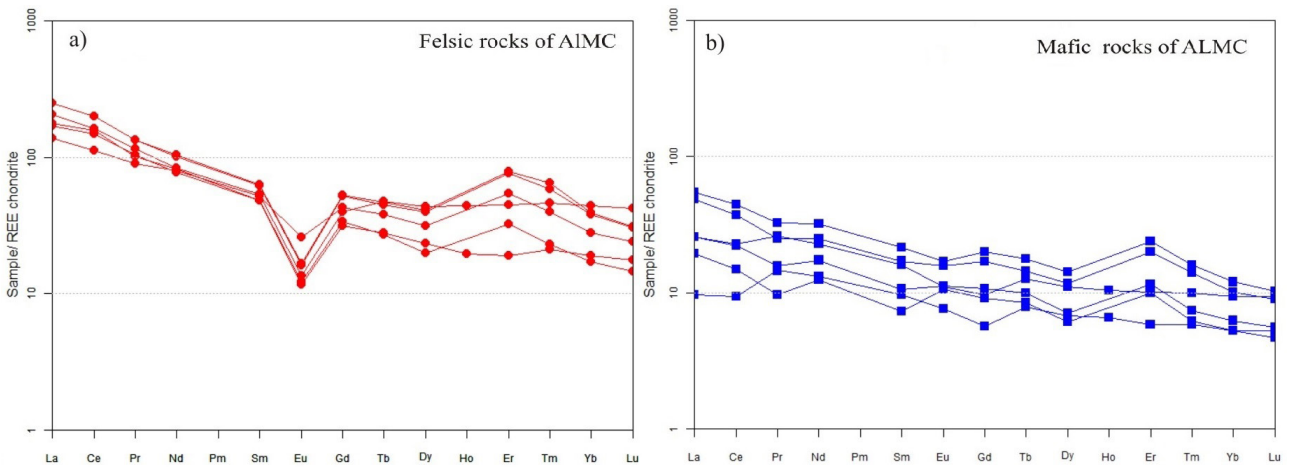 a)
Felsic rocks of AlMC
Sample/ REE chondrite
1000
100
10
1
La Ce Pr Nd Pm Sm Eu Gd Tb Dy Ho Er Tm Yb Lu
b)
Mafic rocks of ALMC
Sample/ REE chondrite
1000
100
10
1
La Ce Pr Nd Pm Sm Eu Gd Tb Dy Ho Er Tm Yb Lu